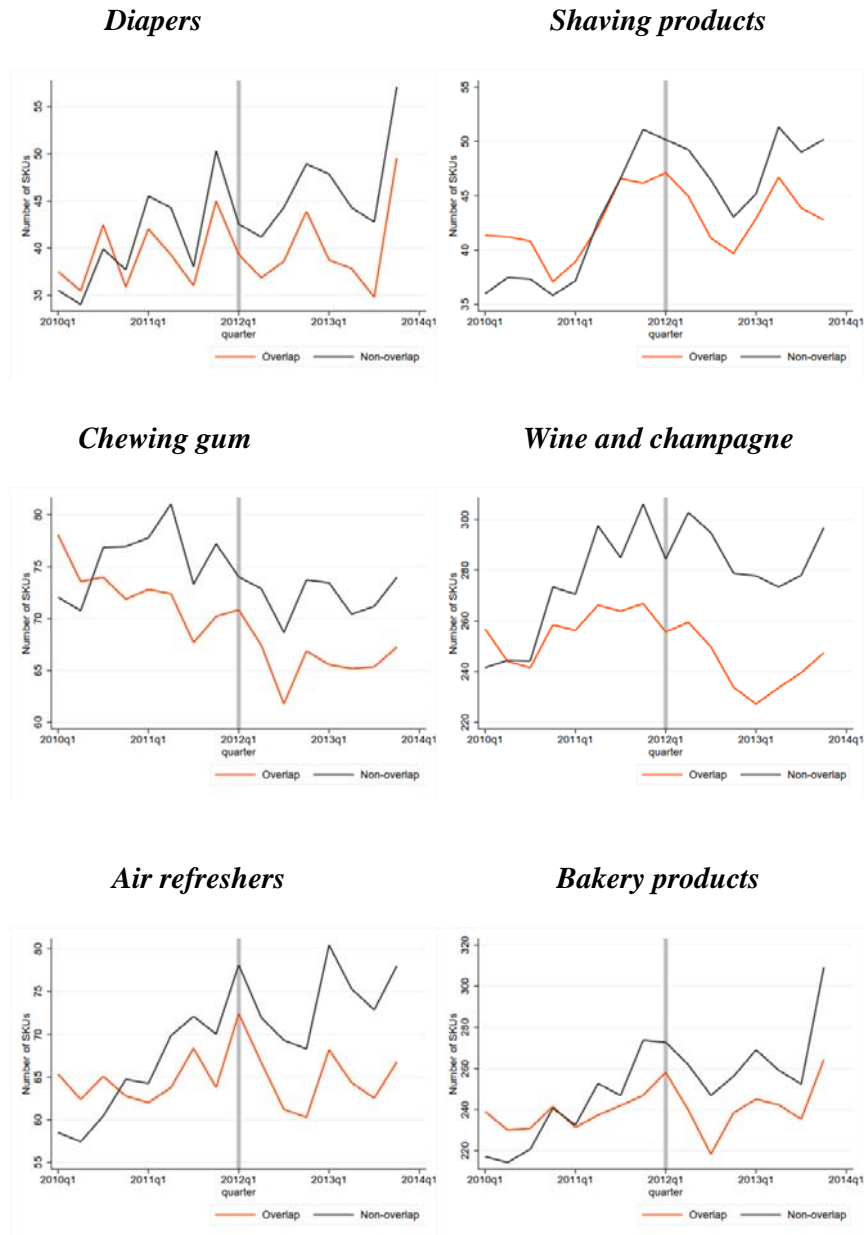 Diapers
Shaving products
Number of SKUs
55
50
45
40
35
2010q1 2011q1 2012q1 2013q1 2014q1
quarter
Overlap Non-overlap
Number of SKUs
55
50
45
40
35
2010q1 2011q1 2012q1 2013q1 2014q1
quarter
Overlap Non-overlap
Chewing gum
Wine and champagne
Number of SKUs
80
75
70
65
60
2010q1 2011q1 2012q1 2013q1 2014q1
quarter
Overlap Non-overlap
Number of SKUs
300
280
260
240
220
2010q1 2011q1 2012q1 2013q1 2014q1
quarter
Overlap Non-overlap
Air refreshers
Bakery products
Number of SKUs
80
75
70
65
60
55
2010q1 2011q1 2012q1 2013q1 2014q1
quarter
Overlap Non-overlap
Number of SKUs
320
300
280
260
240
220
2010q1 2011q1 2012q1 2013q1 2014q1
quarter
Overlap Non-overlap